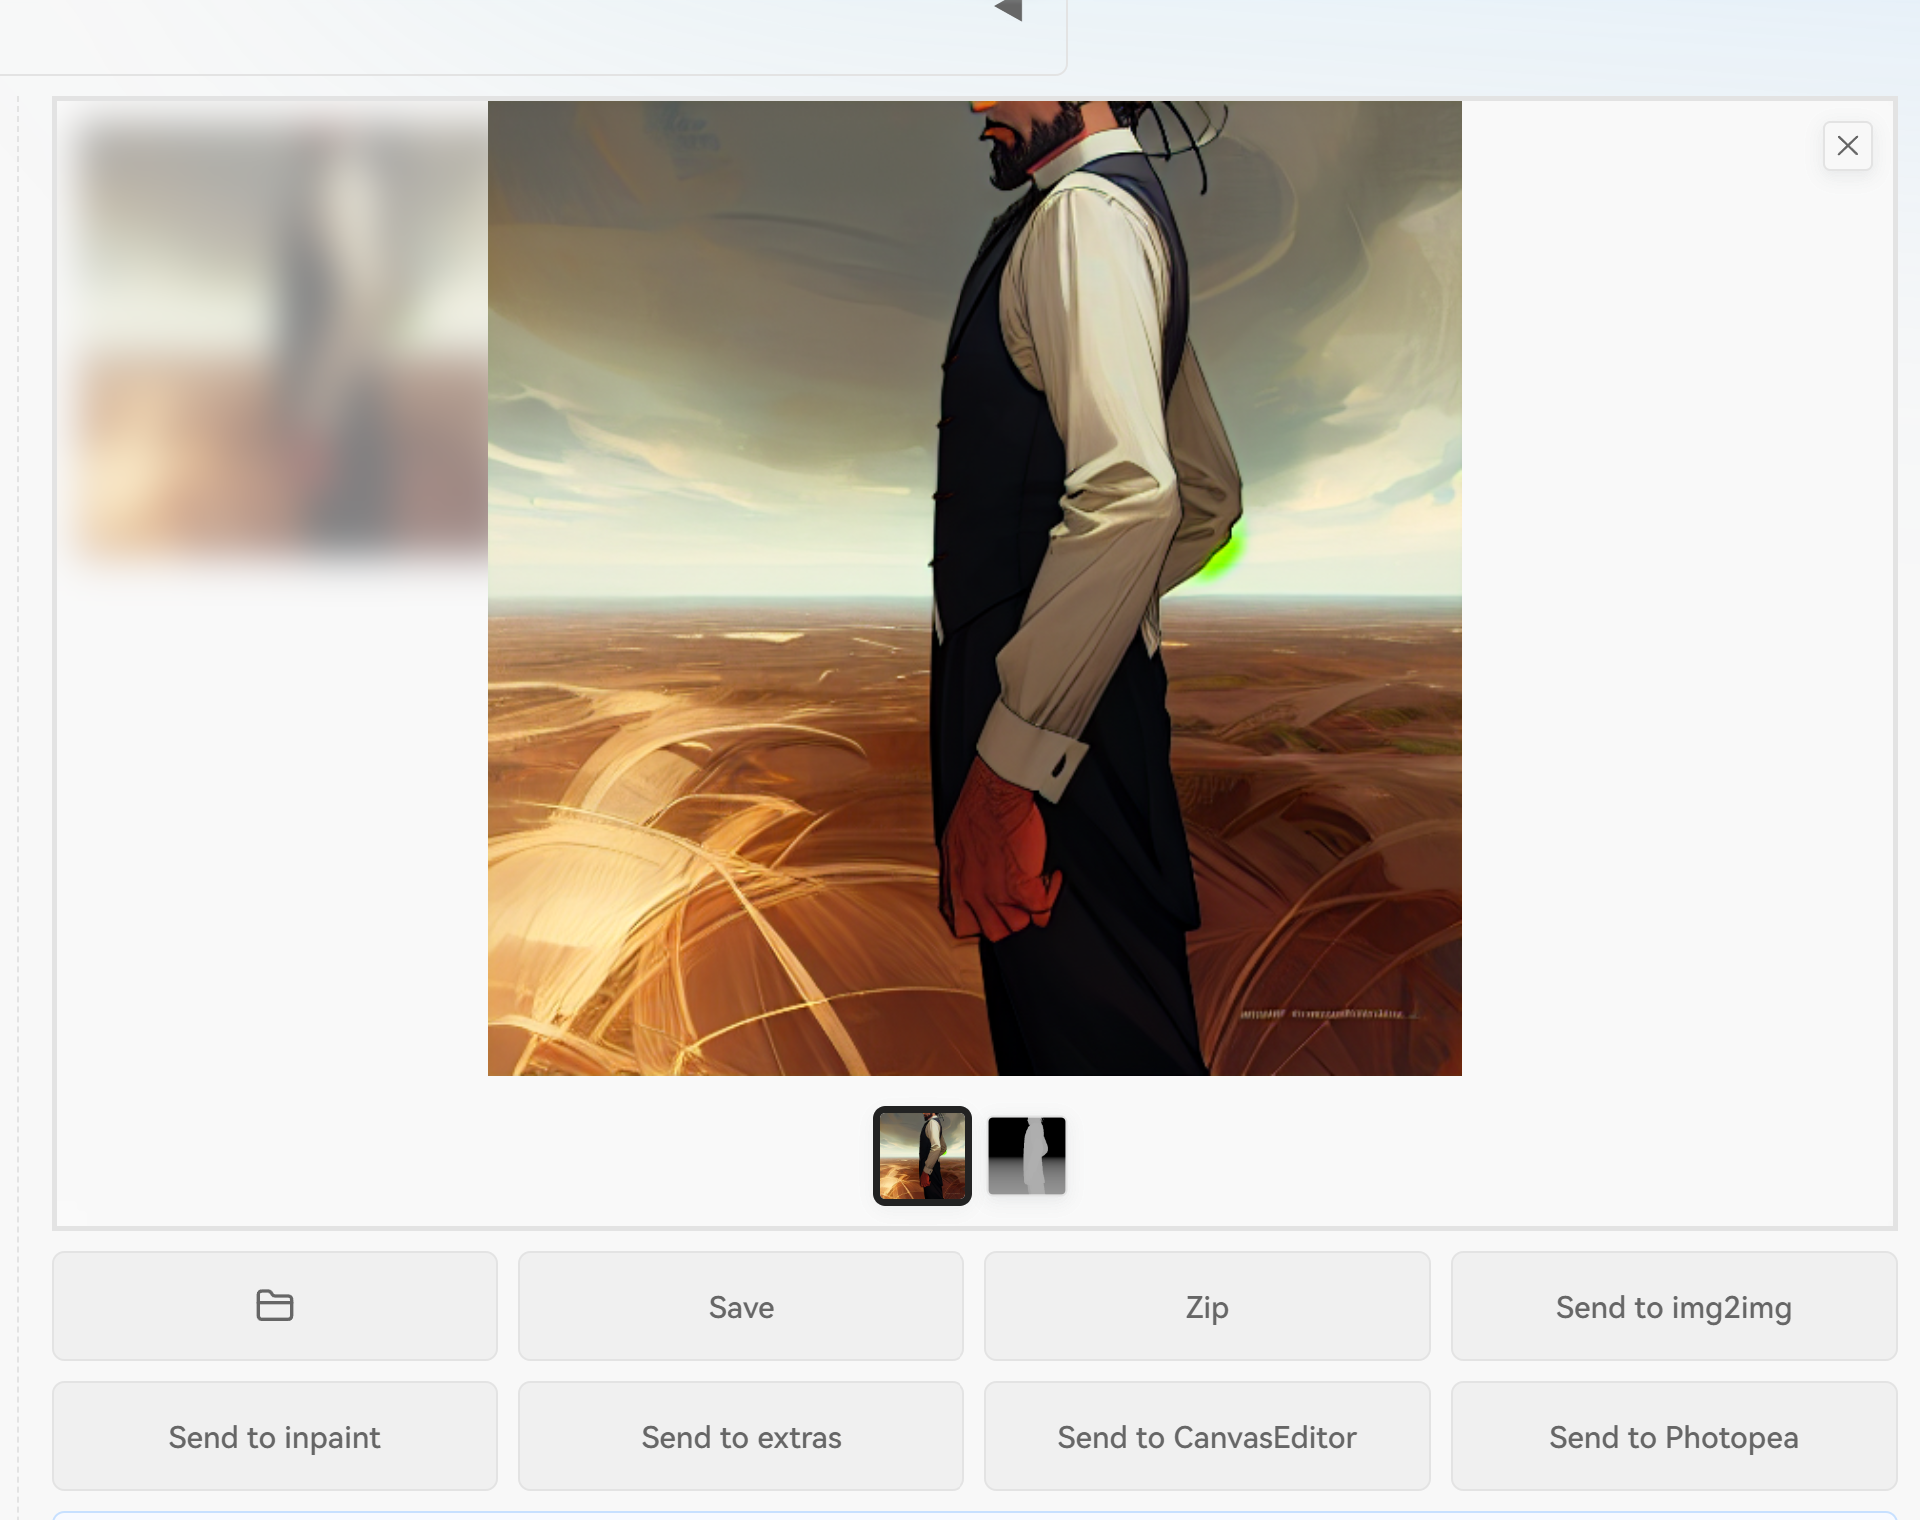 Save
Zip
Send to img2img
Send to inpaint
Send to extras
Send to CanvasEditor
Send to Photopea